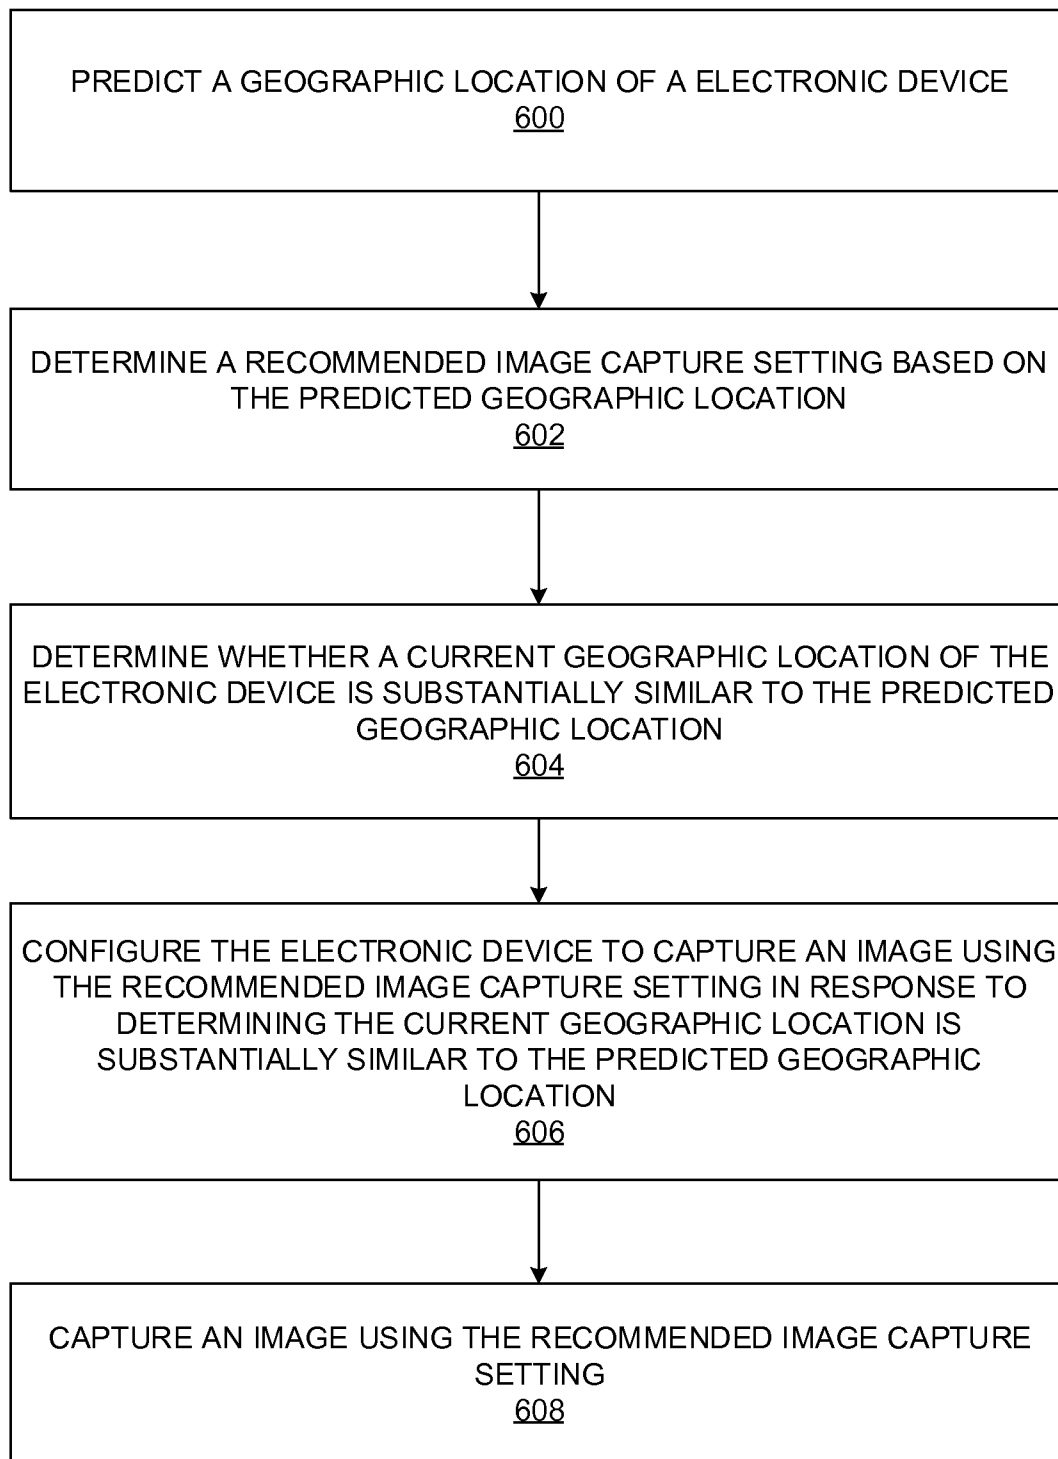 PREDICT A GEOGRAPHIC LOCATION OF A ELECTRONIC DEVICE
600
DETERMINE A RECOMMENDED IMAGE CAPTURE SETTING BASED ON
THE PREDICTED GEOGRAPHIC LOCATION
602
DETERMINE WHETHER A CURRENT GEOGRAPHIC LOCATION OF THE
ELECTRONIC DEVICE IS SUBSTANTIALLY SIMILAR TO THE PREDICTED
GEOGRAPHIC LOCATION
604
CONFIGURE THE ELECTRONIC DEVICE TO CAPTURE AN IMAGE USING
THE RECOMMENDED IMAGE CAPTURE SETTING IN RESPONSE TO
DETERMINING THE CURRENT GEOGRAPHIC LOCATION IS
SUBSTANTIALLY SIMILAR TO THE PREDICTED GEOGRAPHIC
LOCATION
606
CAPTURE AN IMAGE USING THE RECOMMENDED IMAGE CAPTURE
SETTING
608